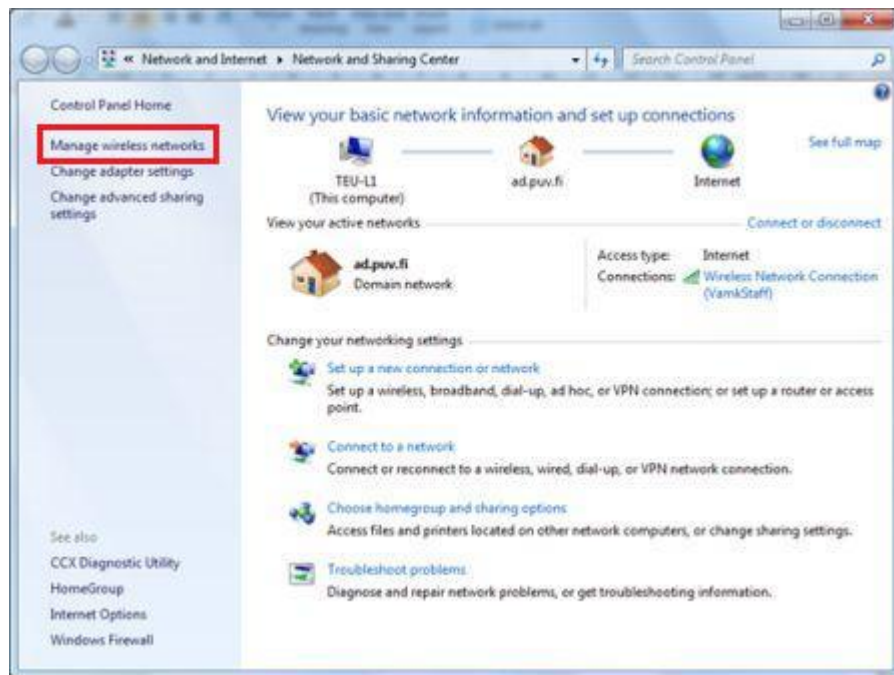 « Network and Internet ▸ Network and Sharing Center
Search Control Panel
Control Panel Home
Manage wireless networks
Change adapter settings
Change advanced sharing
settings
View your basic network information and set up connections
See full map
TEU-L1
(This computer)
ad.puv.fi
Internet
View your active networks
Connect or disconnect
ad.puv.fi
Domain network
Access type: Internet
Connections: Wireless Network Connection
(VamkStaff)
Change your networking settings
Set up a new connection or network
Set up a wireless, broadband, dial-up, ad hoc, or VPN connection; or set up a router or access
point.
Connect to a network
Connect or reconnect to a wireless, wired, dial-up, or VPN network connection.
Choose homegroup and sharing options
Access files and printers located on other network computers, or change sharing settings.
Troubleshoot problems
Diagnose and repair network problems, or get troubleshooting information.
See also
CCX Diagnostic Utility
HomeGroup
Internet Options
Windows Firewall